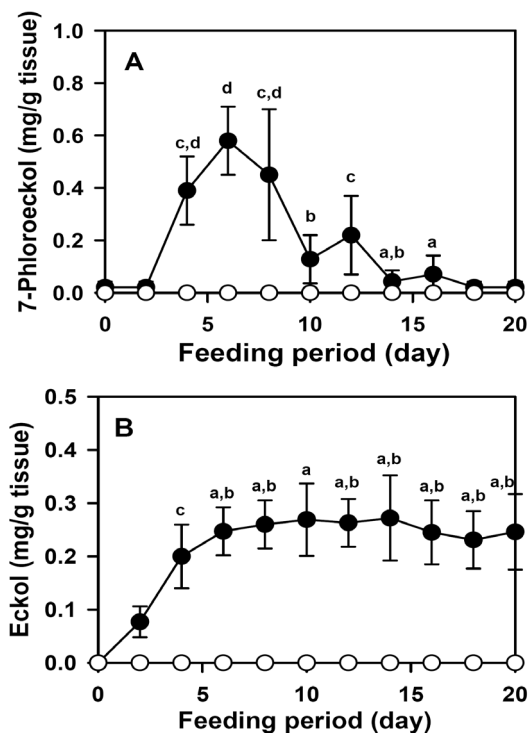 1.0
A
d
c,d
c,d
0.8
0.6
0.4
c
b
a,b
a
0.2
0.0
7-Phloroeckol (mg/g tissue)
0 5 10 15 20
Feeding period (day)
0.5
B
0.4
c a,b a,b a a,b a,b a,b a,b a,b
0.3
0.2
0.1
0.0
Eckol (mg/g tissue)
0 5 10 15 20
Feeding period (day)